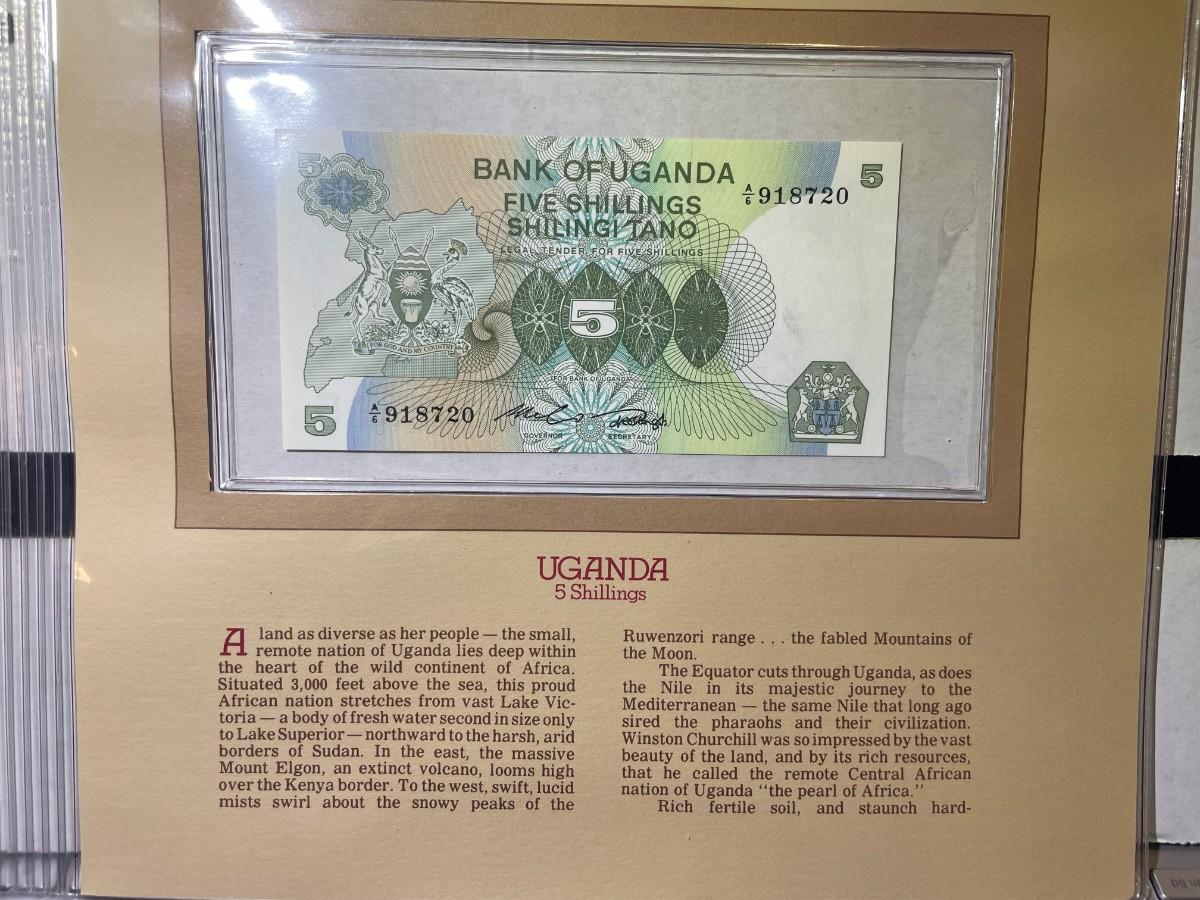 5
BANK OF UGANDA
5
A/6 918720
FIVE SHILLINGS
SHILINGI TANO
LEGAL TENDER FOR FIVE SHILLINGS
5
FOR GOD AND MY COUNTRY
FOR BANK OF UGANDA
5
A/6 918720
GOVERNOR
SECRETARY
UGANDA
5 Shillings
A land as diverse as her people — the small,
remote nation of Uganda lies deep within
the heart of the wild continent of Africa.
Situated 3,000 feet above the sea, this proud
African nation stretches from vast Lake Vic-
toria — a body of fresh water second in size only
to Lake Superior — northward to the harsh, arid
borders of Sudan. In the east, the massive
Mount Elgon, an extinct volcano, looms high
over the Kenya border. To the west, swift, lucid
mists swirl about the snowy peaks of the
Ruwenzori range . . . the fabled Mountains of
the Moon.
The Equator cuts through Uganda, as does
the Nile in its majestic journey to the
Mediterranean — the same Nile that long ago
sired the pharaohs and their civilization.
Winston Churchill was so impressed by the vast
beauty of the land, and by its rich resources,
that he called the remote Central African
nation of Uganda "the pearl of Africa."
Rich fertile soil, and staunch hard-